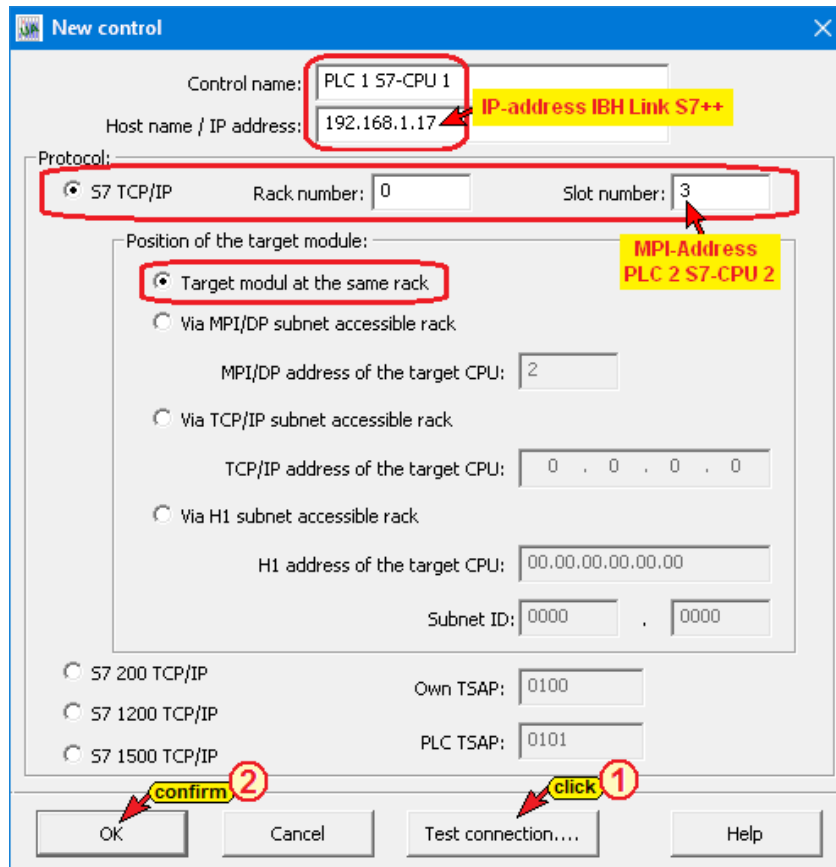 New control
Control name: PLC 1 S7-CPU 1
IP-address IBH Link S7++
Host name / IP address: 192.168.1.17
Protocol:
S7 TCP/IP Rack number: 0 Slot number: 3
Position of the target module:
MPI-Address
PLC 2 S7-CPU 2
Target modul at the same rack
Via MPI/DP subnet accessible rack
MPI/DP address of the target CPU: 2
Via TCP/IP subnet accessible rack
TCP/IP address of the target CPU: 0 . 0 . 0 . 0
Via H1 subnet accessible rack
H1 address of the target CPU: 00.00.00.00.00.00
Subnet ID: 0000 . 0000
S7 200 TCP/IP
Own TSAP: 0100
S7 1200 TCP/IP
PLC TSAP: 0101
S7 1500 TCP/IP
confirm 2 click 1
OK Cancel Test connection.... Help